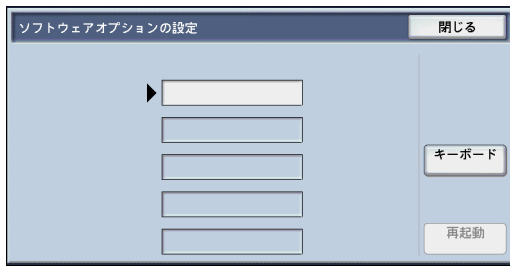 ソフトウェアオプションの設定
閉じる
キーボード
再起動